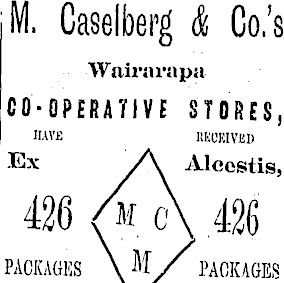 M. Caselberg & Co.'s
Wairarapa
CO-OPERATIVE STORES,
HAVE RECEIVED
Ex Alcestis,
426 M C 426
PACKAGES M PACKAGES